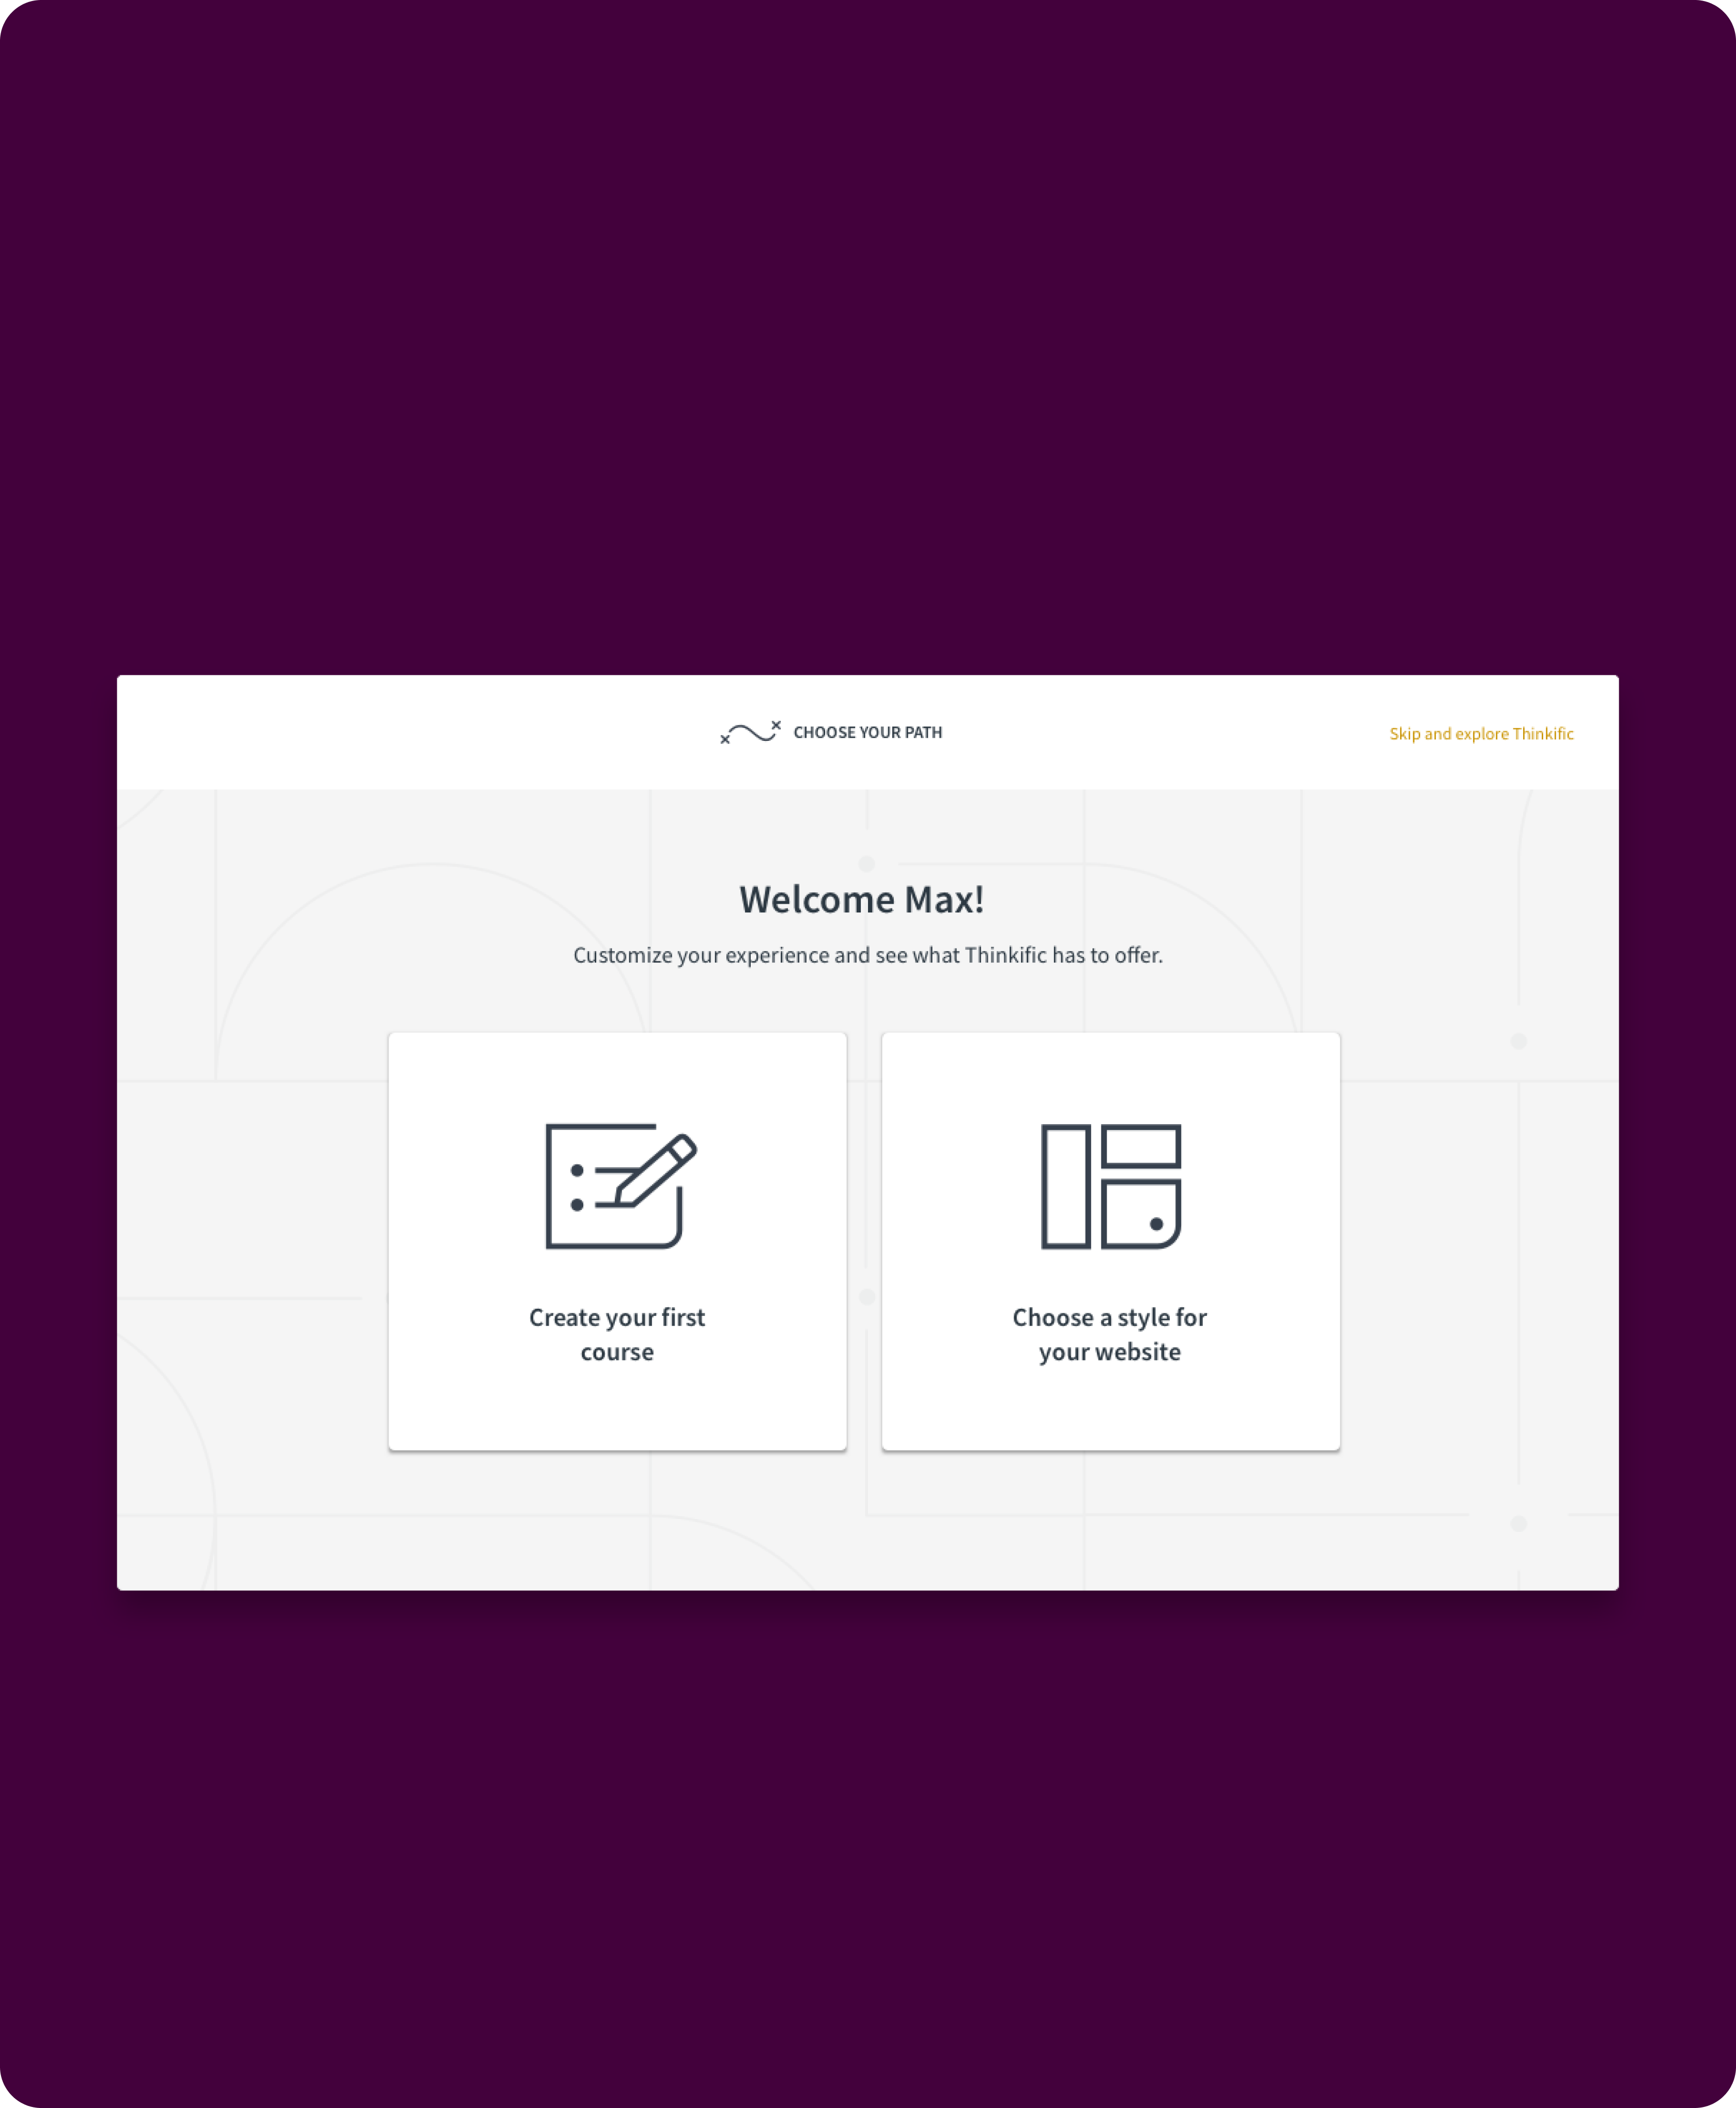 CHOOSE YOUR PATH
Skip and explore Thinkific
Welcome Max!
Customize your experience and see what Thinkific has to offer.
Create your first
course
Choose a style for
your website